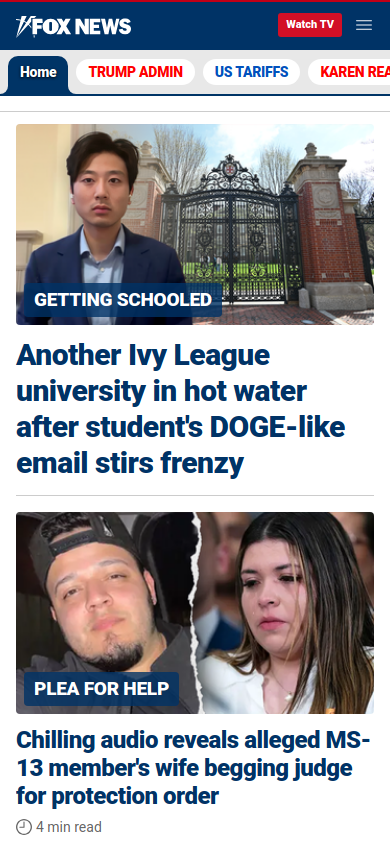 FOX NEWS
Watch TV
Home
TRUMP ADMIN
US TARIFFS
KAREN REA
GETTING SCHOOLED
Another Ivy League
university in hot water
after student's DOGE-like
email stirs frenzy
PLEA FOR HELP
Chilling audio reveals alleged MS-
13 member's wife begging judge
for protection order
4 min read